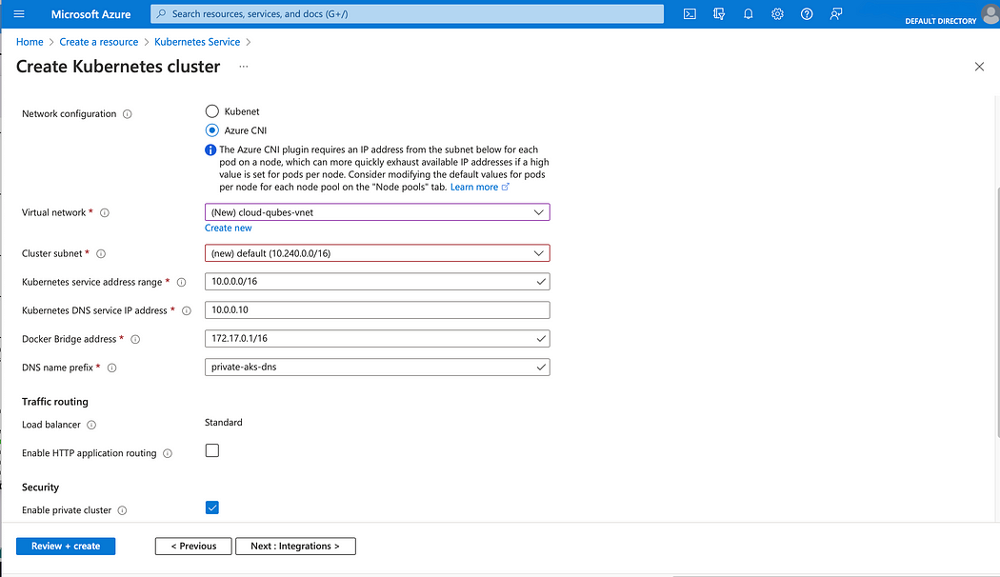 Microsoft Azure
Search resources, services, and docs (G+/)
DEFAULT DIRECTORY
Home > Create a resource > Kubernetes Service >
Create Kubernetes cluster ...
Network configuration
Kubenet
Azure CNI
The Azure CNI plugin requires an IP address from the subnet below for each
pod on a node, which can more quickly exhaust available IP addresses if a high
value is set for pods per node. Consider modifying the default values for pods
per node for each node pool on the "Node pools" tab. Learn more
Virtual network *
(New) cloud-qubes-vnet
Create new
Cluster subnet *
(new) default (10.240.0.0/16)
Kubernetes service address range *
10.0.0.0/16
Kubernetes DNS service IP address *
10.0.0.10
Docker Bridge address *
172.17.0.1/16
DNS name prefix *
private-aks-dns
Traffic routing
Load balancer
Standard
Enable HTTP application routing
Security
Enable private cluster
Review + create
< Previous
Next : Integrations >